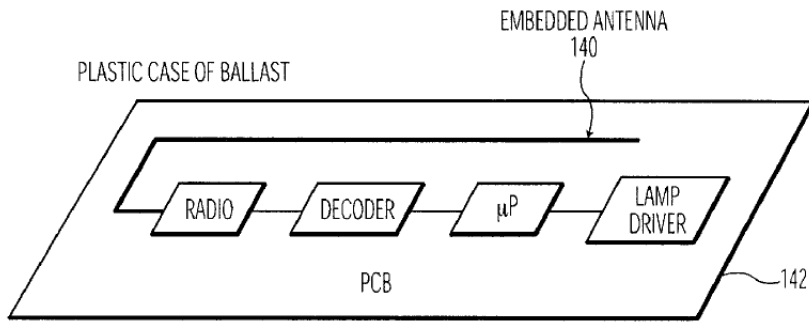 EMBEDDED ANTENNA
140
PLASTIC CASE OF BALLAST
RADIO
DECODER
μP
LAMP
DRIVER
PCB
142